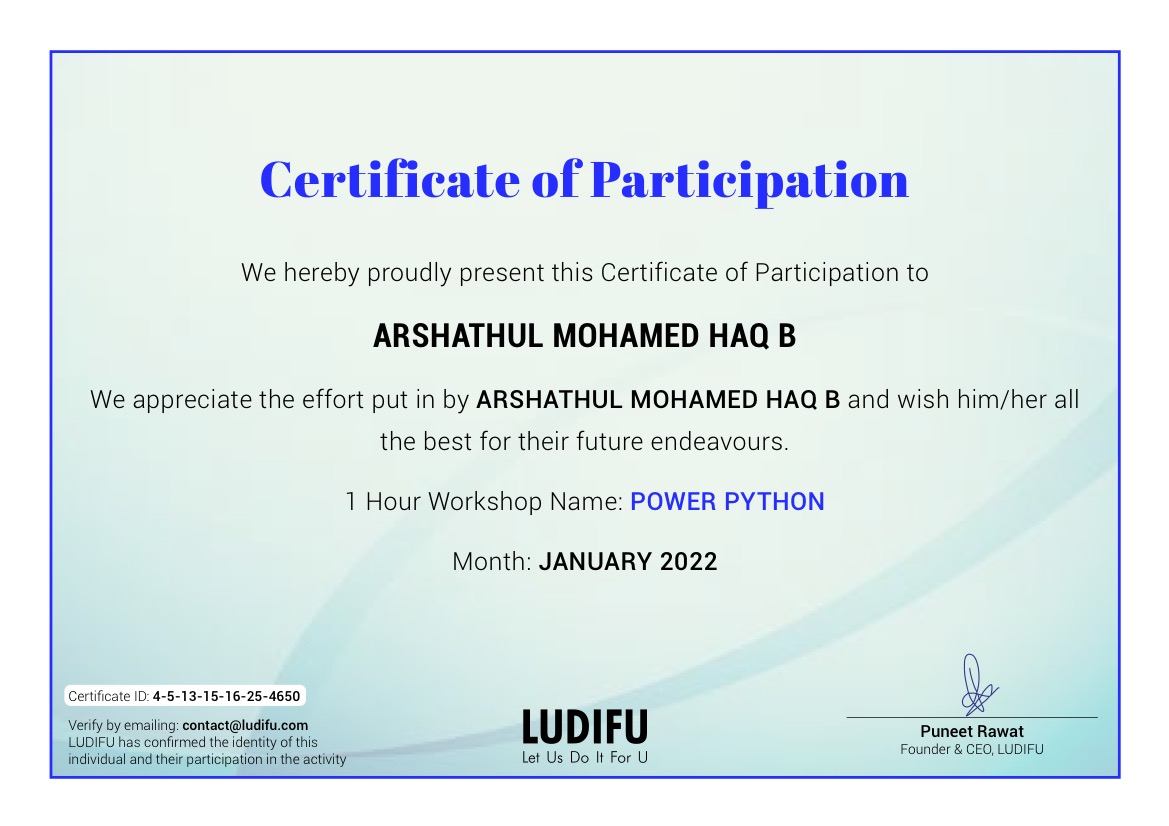 Certificate of Participation
We hereby proudly present this Certificate of Participation to
ARSHATHUL MOHAMED HAQ B
We appreciate the effort put in by ARSHATHUL MOHAMED HAQ B and wish him/her all
the best for their future endeavours.
1 Hour Workshop Name: POWER PYTHON
Month: JANUARY 2022
Certificate ID: 4-5-13-15-16-25-4650
Verify by emailing: contact@ludifu.com
LUDIFU has confirmed the identity of this
individual and their participation in the activity
LUDIFU
Let Us Do It For U
Puneet Rawat
Founder & CEO, LUDIFU